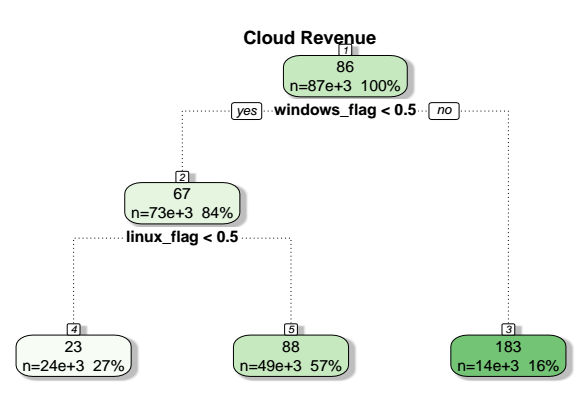 Cloud Revenue
1
86
n=87e+3 100%
yes windows_flag < 0.5 no
2
67
n=73e+3 84%
linux_flag < 0.5
4 5 3
23 88 183
n=24e+3 27% n=49e+3 57% n=14e+3 16%